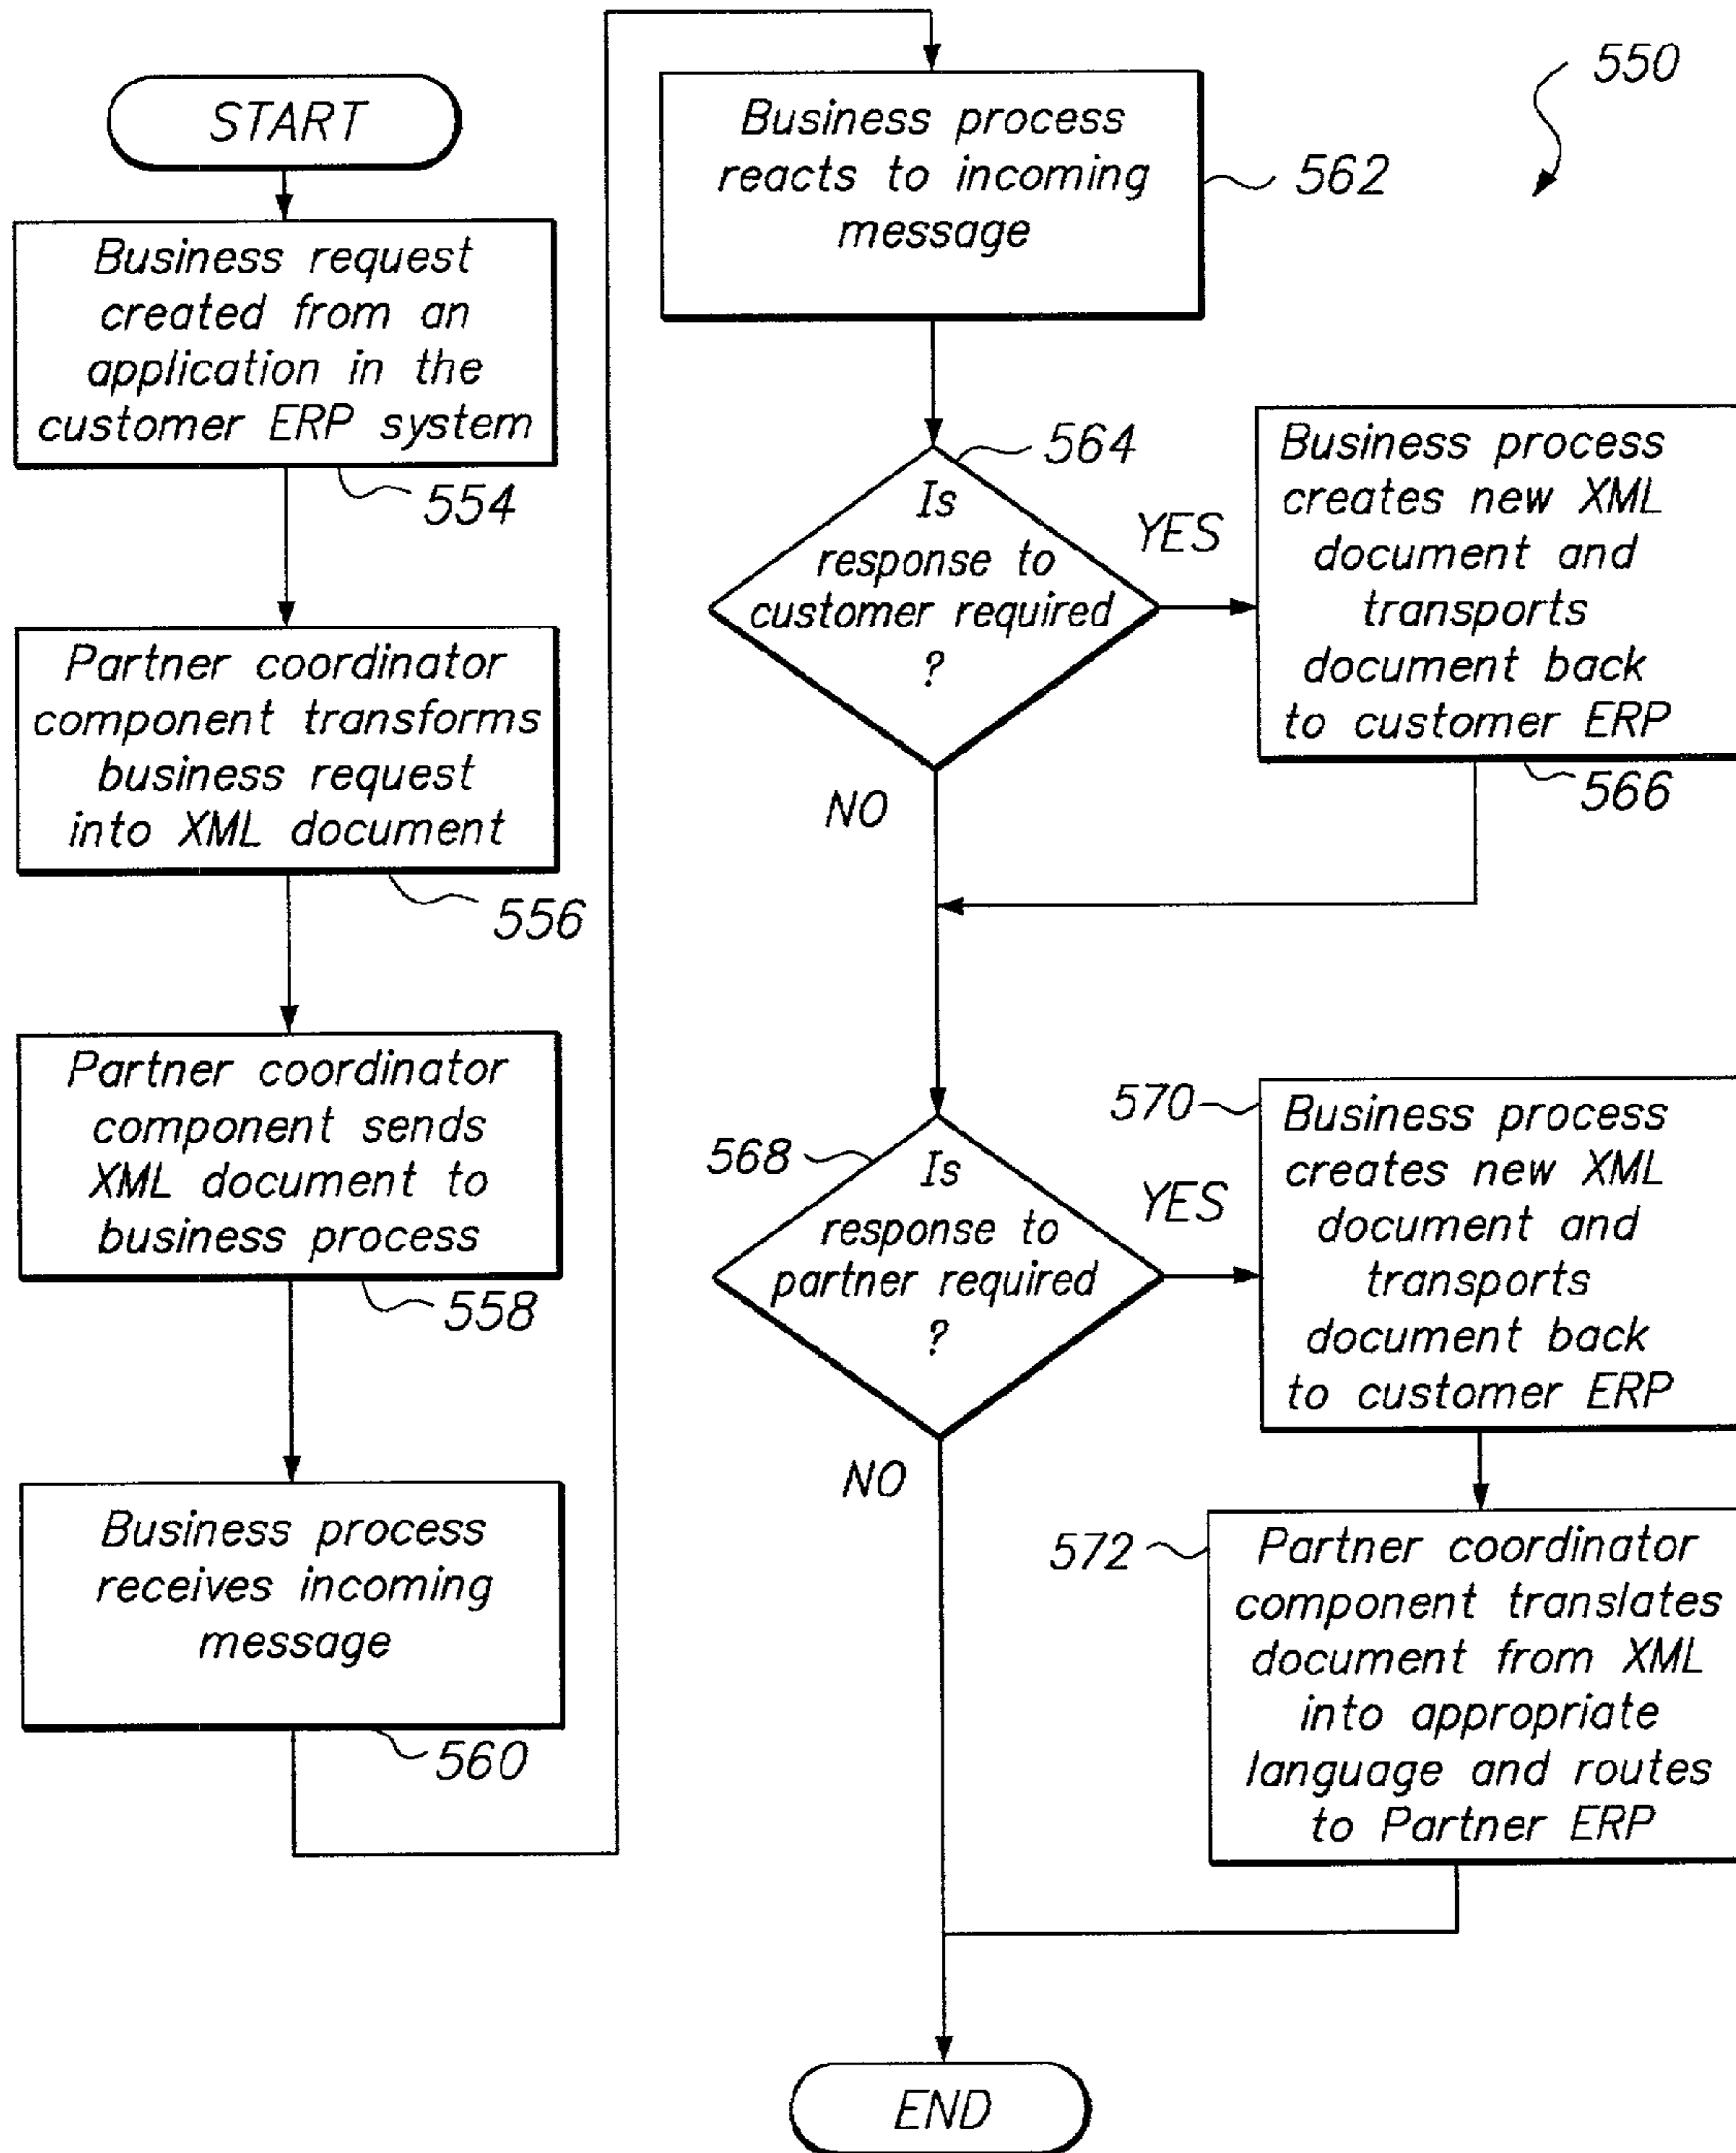 START
Business request
created from an
application in the
customer ERP system
554
Partner coordinator
component transforms
business request
into XML document
556
Partner coordinator
component sends
XML document to
business process
558
Business process
receives incoming
message
560
550
Business process
reacts to incoming
message
562
564
Is
response to
customer required
?
YES
NO
Business process
creates new XML
document and
transports
document back
to customer ERP
566
568
Is
response to
partner required
?
YES
NO
570
Business process
creates new XML
document and
transports
document back
to customer ERP
572
Partner coordinator
component translates
document from XML
into appropriate
language and routes
to Partner ERP
END